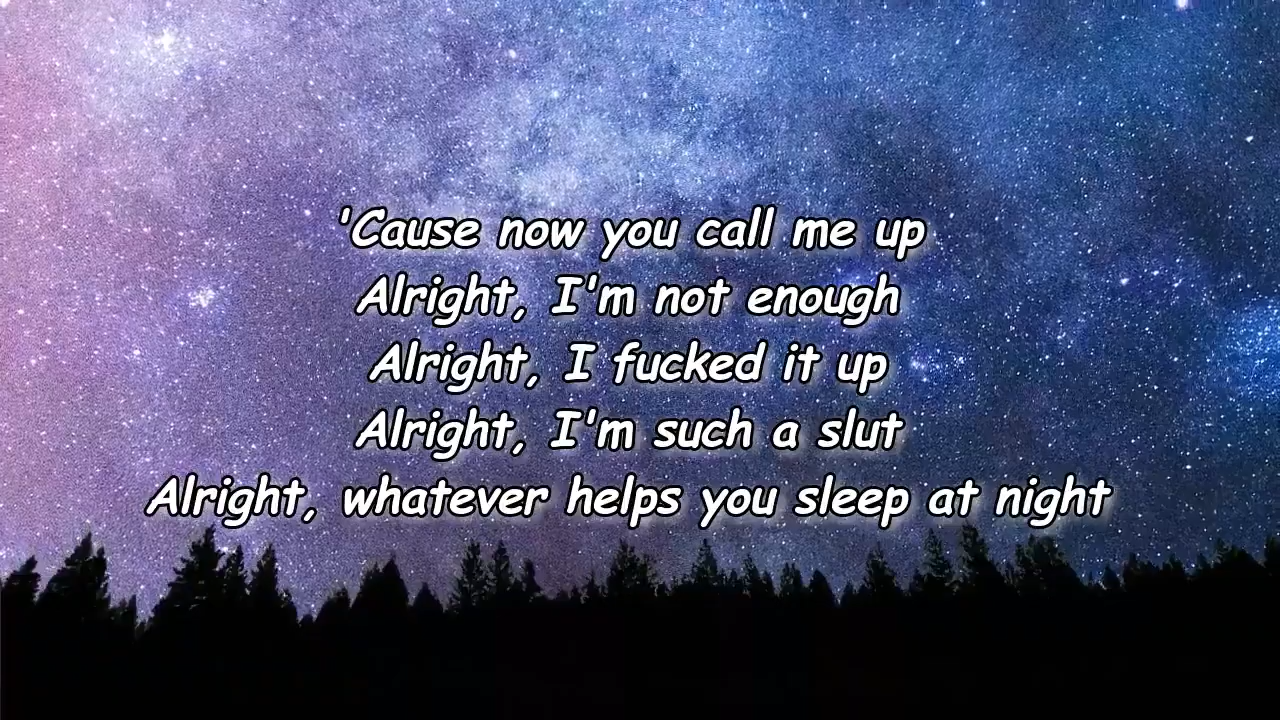 'Cause now you call me up
Alright, I'm not enough
Alright, I fucked it up
Alright, I'm such a slut
Alright, whatever helps you sleep at night